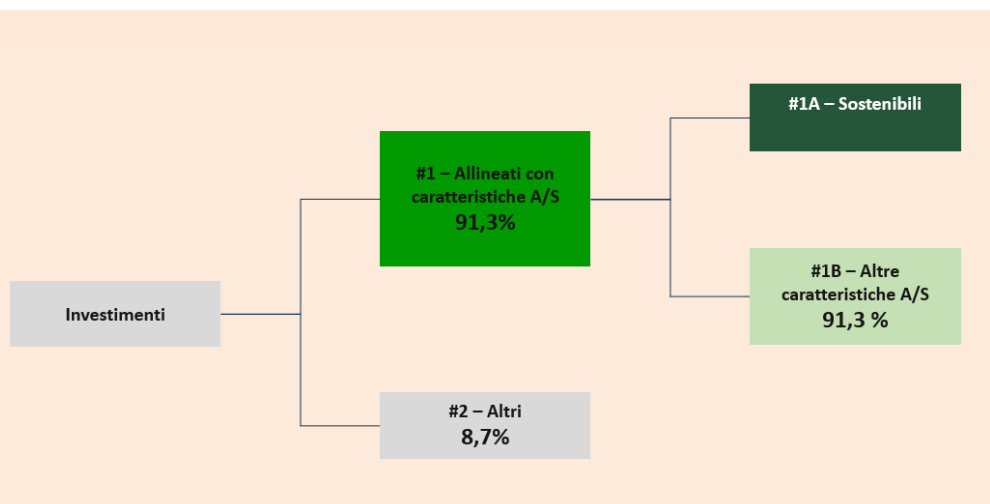 Investimenti
#1 – Allineati con
caratteristiche A/S
91,3%
#2 – Altri
8,7%
#1A – Sostenibili
#1B – Altre
caratteristiche A/S
91,3 %